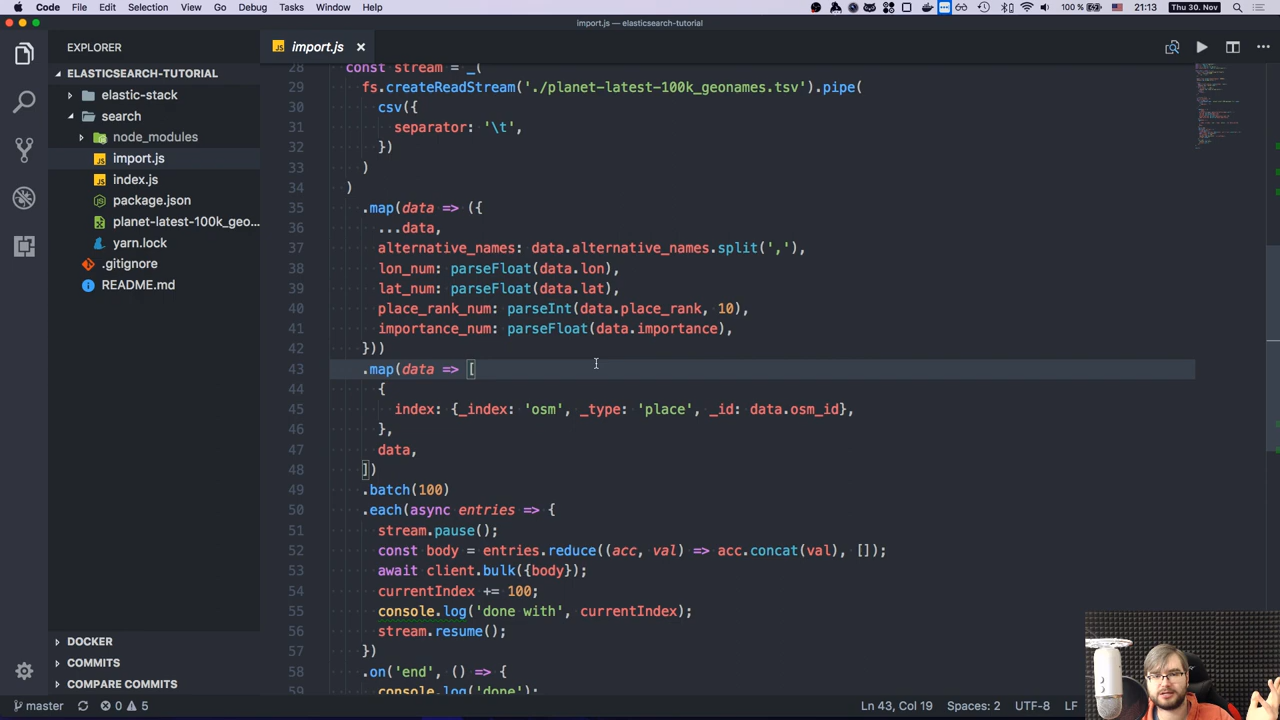 Code File Edit Selection View Go Debug Tasks Window Help 100 % 21:13 Thu 30. Nov
import.js — elasticsearch-tutorial
EXPLORER
ELASTICSEARCH-TUTORIAL
elastic-stack
search
node_modules
JS import.js
JS index.js
package.json
planet-latest-100k_geo...
yarn.lock
.gitignore
README.md
DOCKER
COMMITS
COMPARE COMMITS
JS import.js
28 const stream = _(
29 fs.createReadStream('./planet-latest-100k_geonames.tsv').pipe(
30 csv({
31 separator: '\t',
32 })
33 )
34 )
35 .map(data => ({
36 ...data,
37 alternative_names: data.alternative_names.split(','),
38 lon_num: parseFloat(data.lon),
39 lat_num: parseFloat(data.lat),
40 place_rank_num: parseInt(data.place_rank, 10),
41 importance_num: parseFloat(data.importance),
42 }))
43 .map(data => [
44 {
45 index: {_index: 'osm', _type: 'place', _id: data.osm_id},
46 },
47 data,
48 ])
49 .batch(100)
50 .each(async entries => {
51 stream.pause();
52 const body = entries.reduce((acc, val) => acc.concat(val), []);
53 await client.bulk({body});
54 currentIndex += 100;
55 console.log('done with', currentIndex);
56 stream.resume();
57 })
58 .on('end', () => {
59 console.log('done');
master 0 5 Ln 43, Col 19 Spaces: 2 UTF-8 LF